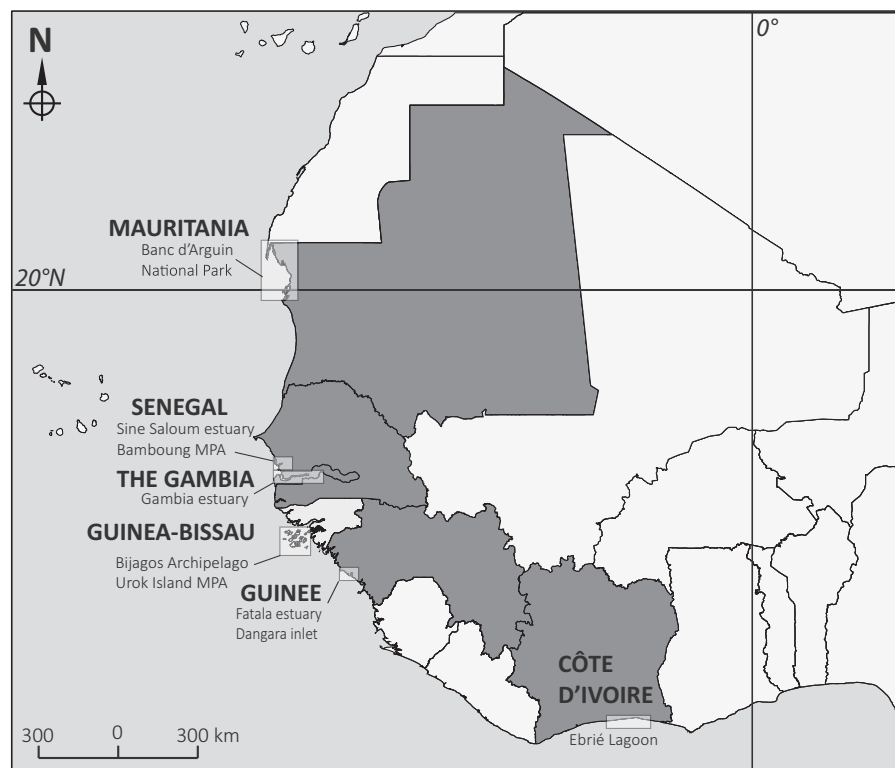 0°
N
MAURITANIA
Banc d’Arguin
National Park
20°N
SENEGAL
Sine Saloum estuary
Bamboung MPA
THE GAMBIA
Gambia estuary
GUINEA-BISSAU
Bijagos Archipelago
Urok Island MPA
GUINEE
Fatala estuary
Dangara inlet
CÔTE
D’IVOIRE
Ebrié Lagoon
300 0 300 km